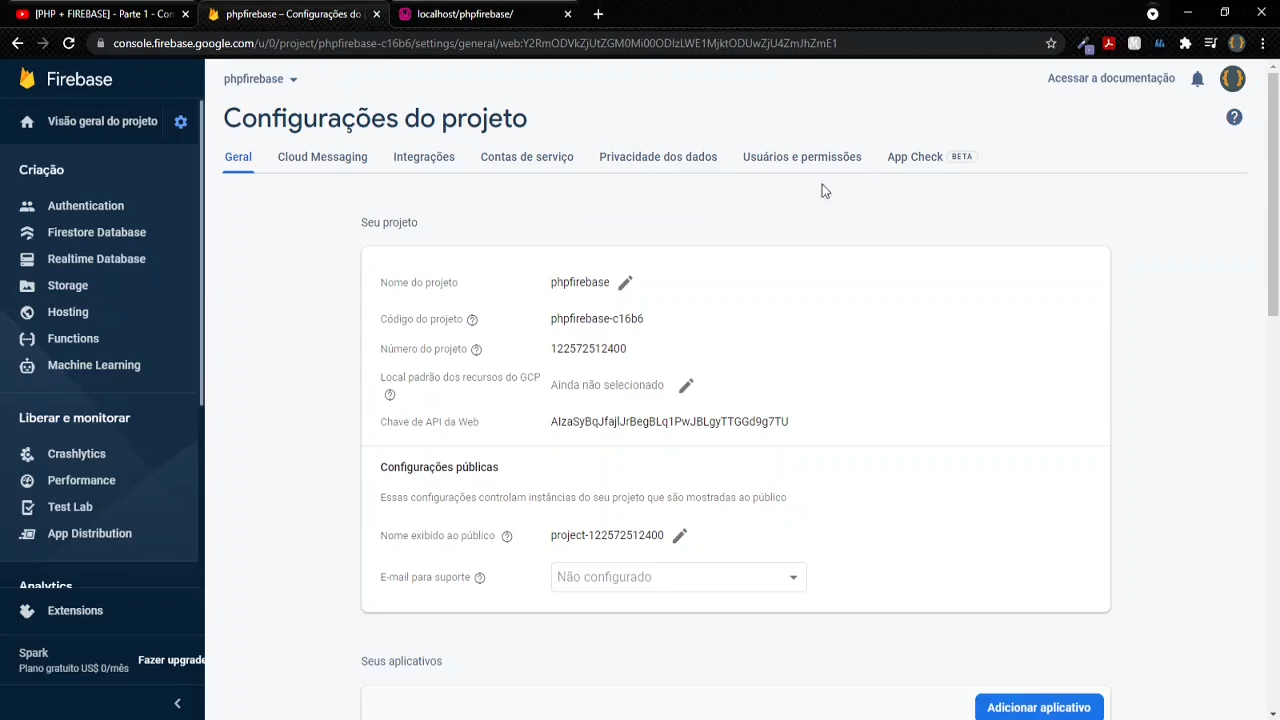 [PHP + FIREBASE] - Parte 1 - Con
phpfirebase – Configurações do p
localhost/phpfirebase/
console.firebase.google.com/u/0/project/phpfirebase-c16b6/settings/general/web:Y2RmODVkZjUtZGM0Mi00ODIzLWE1MjktODUwZjU4ZmJhZmE1
Firebase
phpfirebase
Acessar a documentação
Visão geral do projeto
Configurações do projeto
Geral
Cloud Messaging
Integrações
Contas de serviço
Privacidade dos dados
Usuários e permissões
App Check BETA
Criação
Authentication
Firestore Database
Realtime Database
Storage
Hosting
Functions
Machine Learning
Liberar e monitorar
Crashlytics
Performance
Test Lab
App Distribution
Analytics
Extensions
Spark
Plano gratuito US$ 0/mês
Fazer upgrade
Seu projeto
Nome do projeto
phpfirebase
Código do projeto
phpfirebase-c16b6
Número do projeto
122572512400
Local padrão dos recursos do GCP
Ainda não selecionado
Chave de API da Web
AIzaSyBqJfajlJrBegBLq1PwJBLgyTTGGd9g7TU
Configurações públicas
Essas configurações controlam instâncias do seu projeto que são mostradas ao público
Nome exibido ao público
project-122572512400
E-mail para suporte
Não configurado
Seus aplicativos
Adicionar aplicativo